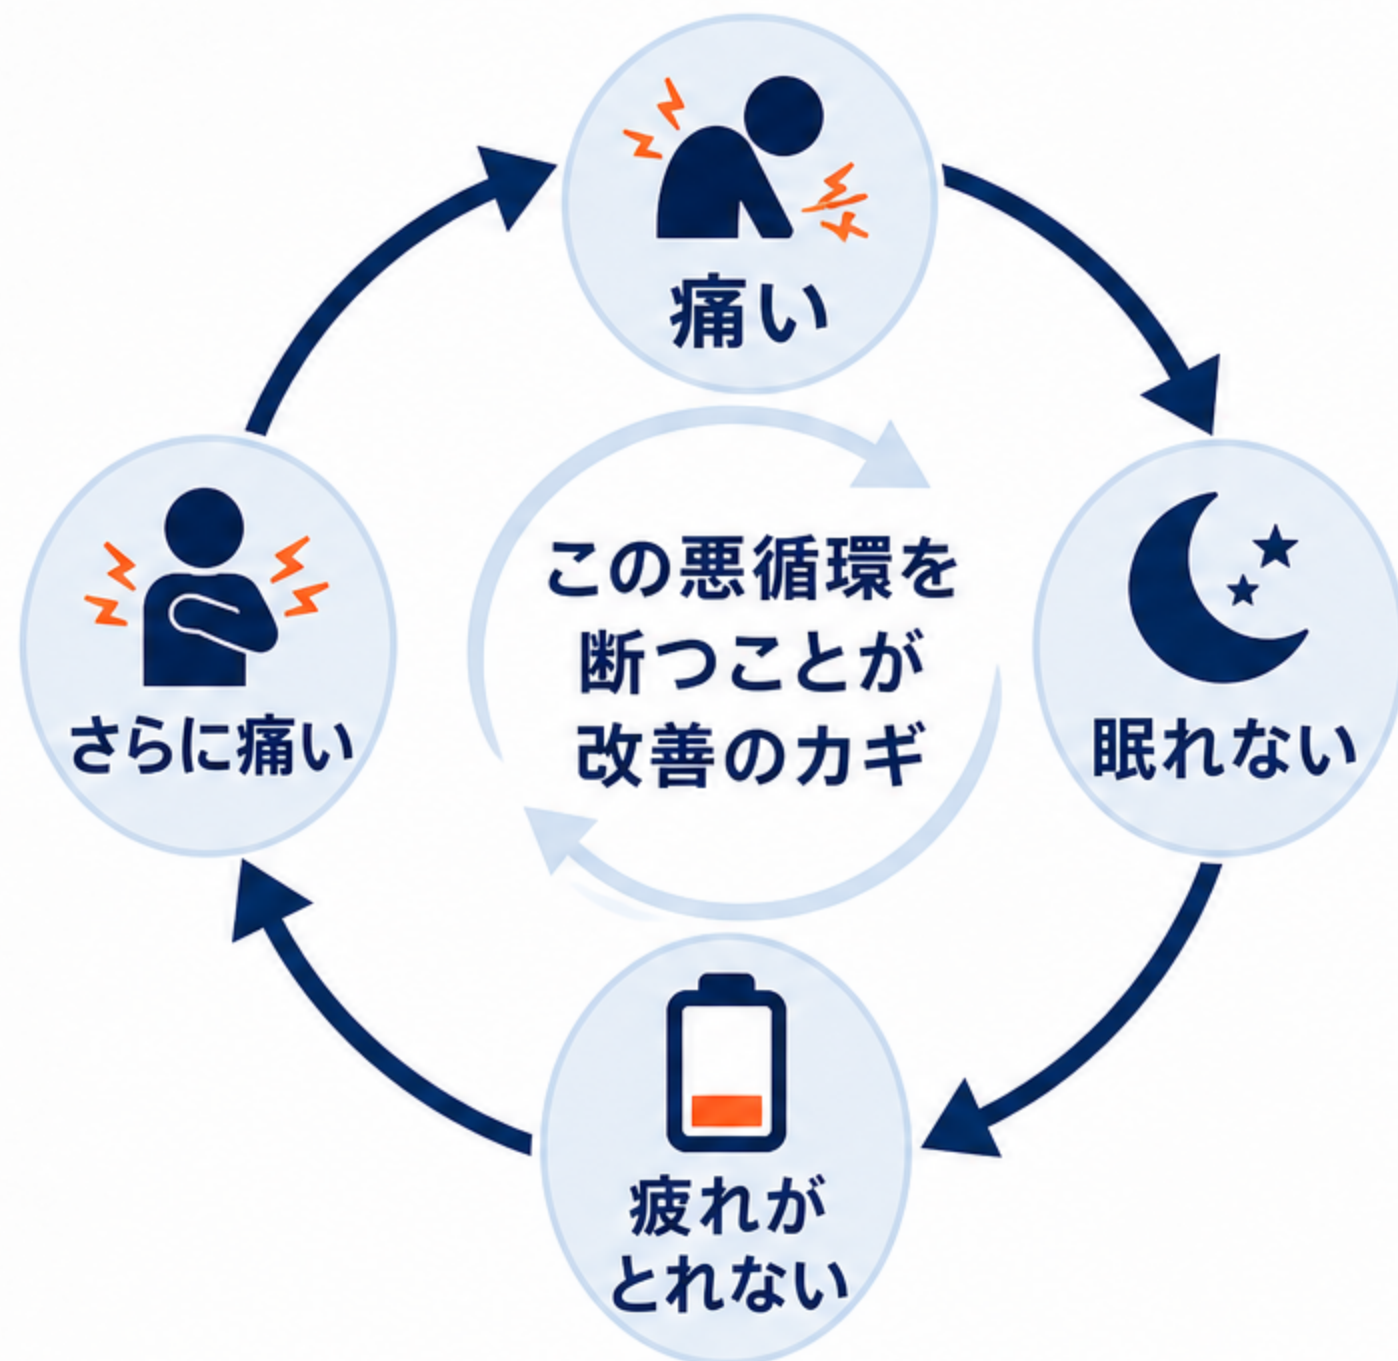 痛い
眠れない
疲れが
とれない
さらに痛い
この悪循環を
断つことが
改善のカギ